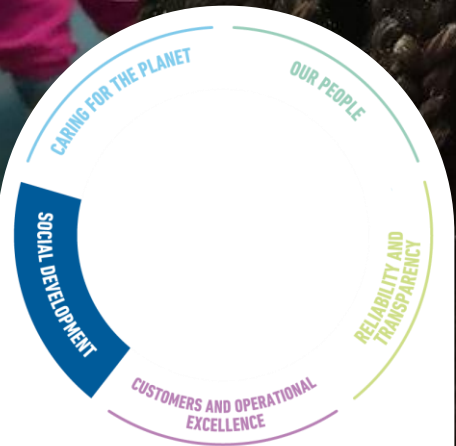 CARING FOR THE PLANET
OUR PEOPLE
RELIABILITY AND
TRANSPARENCY
CUSTOMERS AND OPERATIONAL
EXCELLENCE
SOCIAL DEVELOPMENT